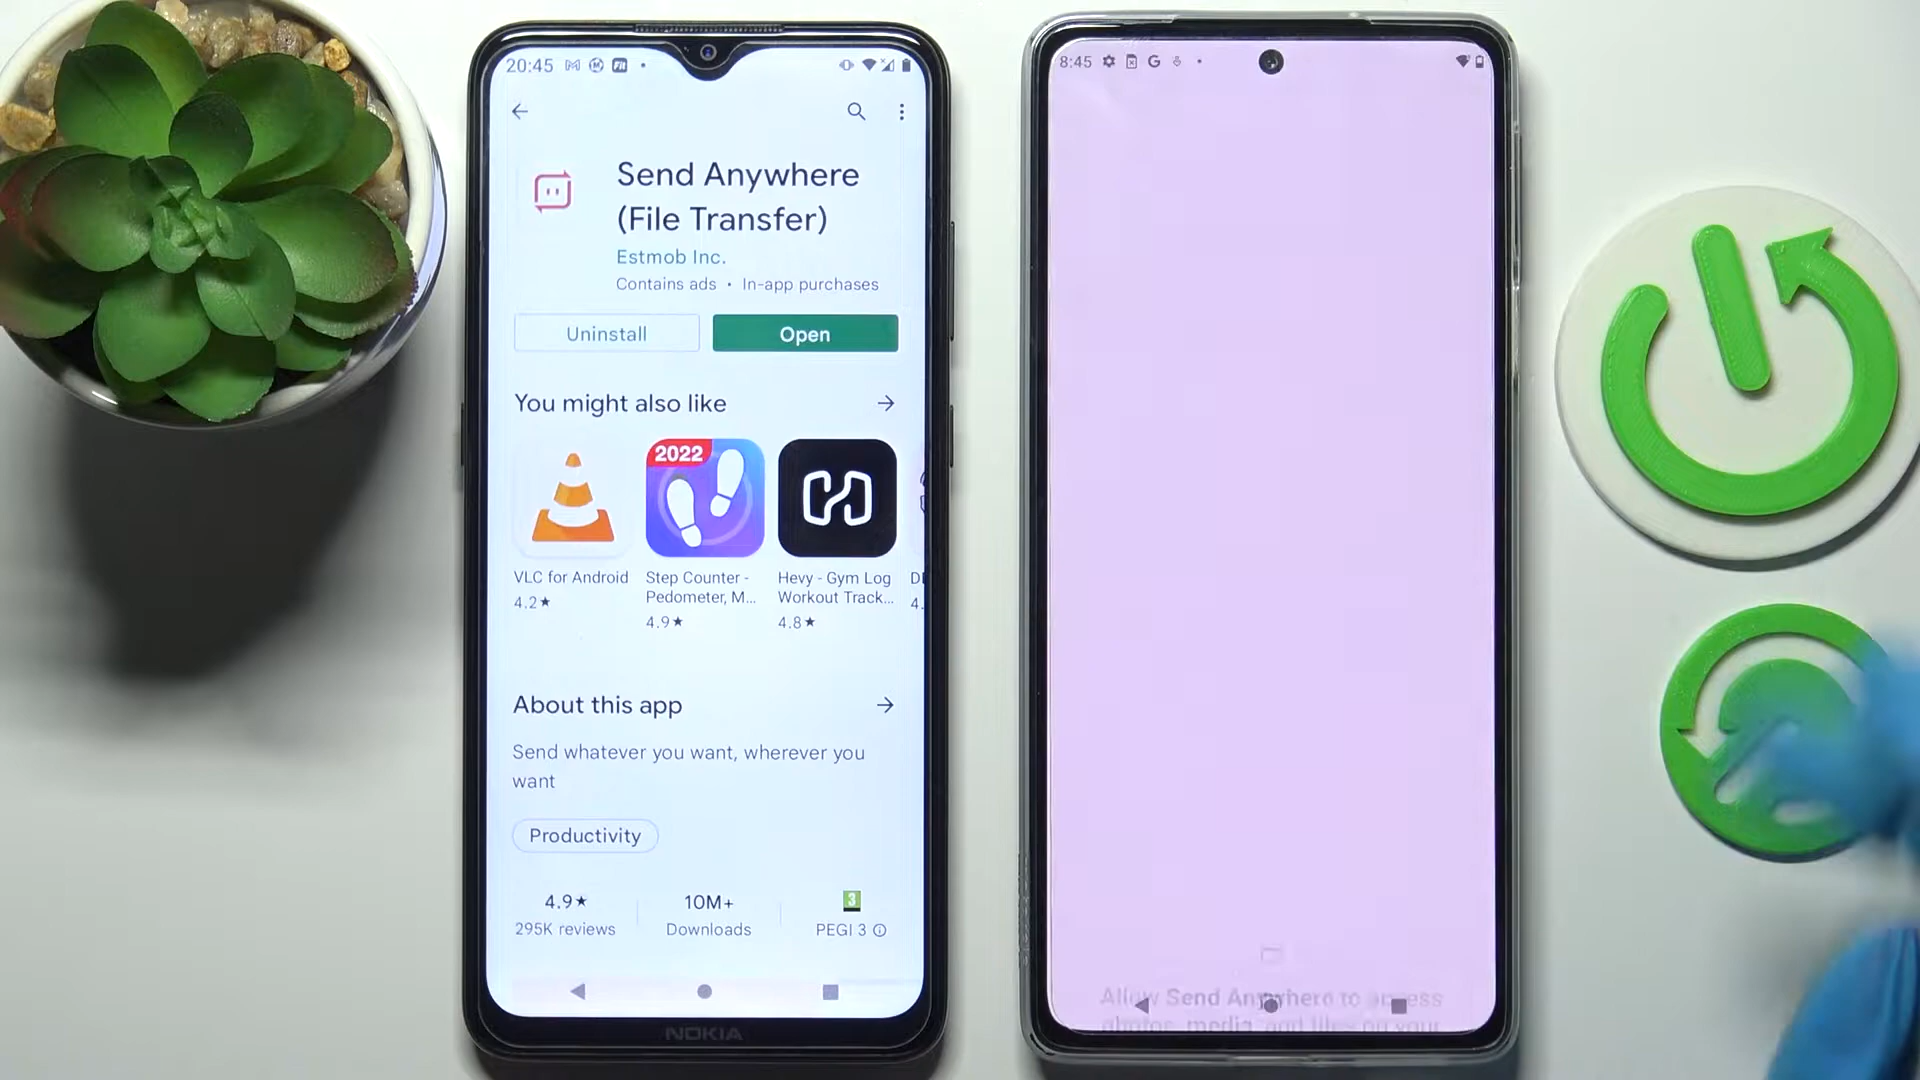 20:45
Send Anywhere
(File Transfer)
Estmob Inc.
Contains ads • In-app purchases
Uninstall
Open
You might also like
2022
VLC for Android
4.2★
Step Counter -
Pedometer, M...
4.9★
Hevy - Gym Log
Workout Track...
4.8★
4.
About this app
Send whatever you want, wherever you
want
Productivity
4.9★
295K reviews
10M+
Downloads
3
PEGI 3
NOKIA
8:45
Allow Send Anywhere to access
photos, media, and files on your